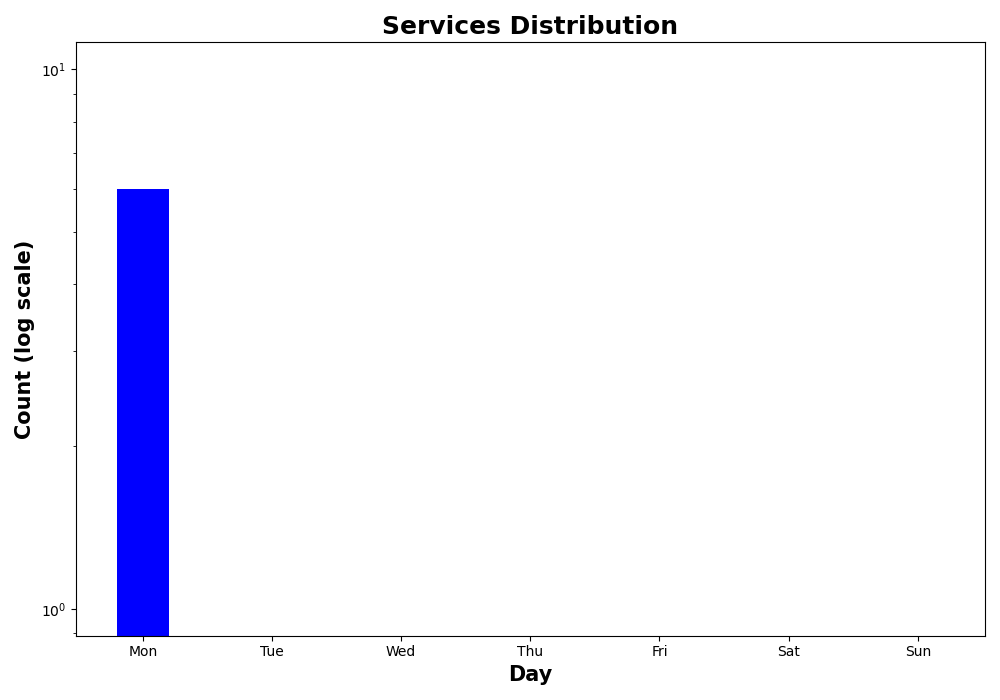 Services Distribution
Count (log scale)
10¹
10⁰
Mon Tue Wed Thu Fri Sat Sun
Day